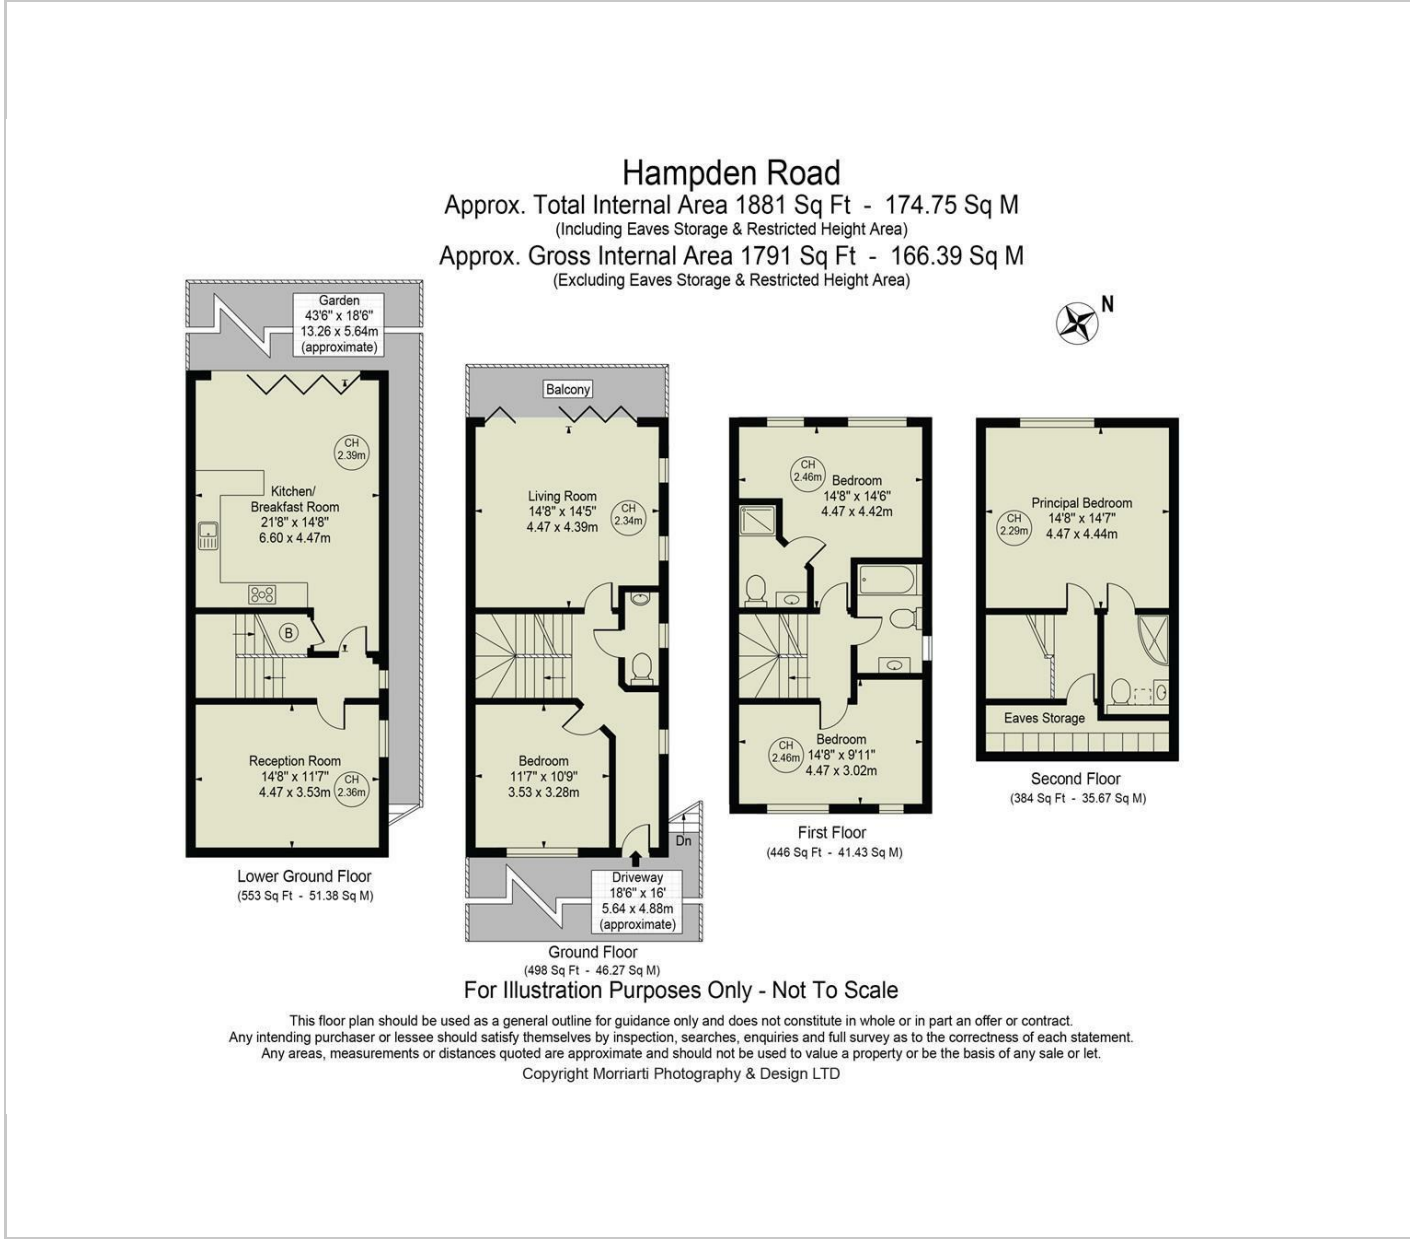 Hampden Road
Approx. Total Internal Area 1881 Sq Ft - 174.75 Sq M
(Including Eaves Storage & Restricted Height Area)
Approx. Gross Internal Area 1791 Sq Ft - 166.39 Sq M
(Excluding Eaves Storage & Restricted Height Area)
N
Garden
43'6" x 18'6"
13.26 x 5.64m
(approximate)
CH
2.39m
Kitchen/
Breakfast Room
21'8" x 14'8"
6.60 x 4.47m
B
Reception Room
14'8" x 11'7"
4.47 x 3.53m
CH
2.36m
Lower Ground Floor
(553 Sq Ft - 51.38 Sq M)
Balcony
Living Room
14'8" x 14'5"
4.47 x 4.39m
CH
2.34m
Bedroom
11'7" x 10'9"
3.53 x 3.28m
Dn
Driveway
18'6" x 16'
5.64 x 4.88m
(approximate)
Ground Floor
(498 Sq Ft - 46.27 Sq M)
CH
2.46m
Bedroom
14'8" x 14'6"
4.47 x 4.42m
CH
2.46m
Bedroom
14'8" x 9'11"
4.47 x 3.02m
First Floor
(446 Sq Ft - 41.43 Sq M)
Principal Bedroom
14'8" x 14'7"
4.47 x 4.44m
CH
2.29m
Eaves Storage
Second Floor
(384 Sq Ft - 35.67 Sq M)
For Illustration Purposes Only - Not To Scale
This floor plan should be used as a general outline for guidance only and does not constitute in whole or in part an offer or contract.
Any intending purchaser or lessee should satisfy themselves by inspection, searches, enquiries and full survey as to the correctness of each statement.
Any areas, measurements or distances quoted are approximate and should not be used to value a property or be the basis of any sale or let.
Copyright Morriarti Photography & Design LTD